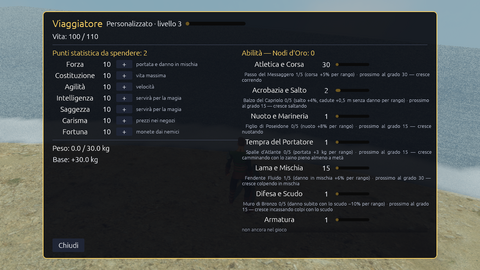 Viaggiatore Personalizzato · livello 3
Vita: 100 / 110
Punti statistica da spendere: 2
Forza 10 + portata e danno in mischia
Costituzione 10 + vita massima
Agilità 10 + velocità
Intelligenza 10 + servirà per la magia
Saggezza 10 + servirà per la magia
Carisma 10 + prezzi nei negozi
Fortuna 10 + monete dai nemici
Peso: 0.0 / 30.0 kg
Base: +30.0 kg
Chiudi
Abilità — Nodi d'Oro: 0
Atletica e Corsa 30
Passo del Messaggero 1/5 (corsa +5% per rango) · prossimo al grado 30 — cresce
correndo
Acrobazia e Salto 2
Balzo del Capriolo 0/5 (salto +4%, cadute +0,5 m senza danno per rango) · prossimo
al grado 15 — cresce saltando
Nuoto e Marineria 1
Figlio di Poseidone 0/5 (nuoto +8% per rango) · prossimo al grado 15 — cresce
nuotando
Tempra del Portatore 1
Spalle d'Atlante 0/5 (portata +3 kg per rango) · prossimo al grado 15 — cresce
camminando con lo zaino pieno almeno a metà
Lama e Mischia 15
Fendente Fluido 1/5 (danno in mischia +6% per rango) · prossimo al grado 30 —
cresce colpendo in mischia
Difesa e Scudo 1
Muro di Bronzo 0/5 (danno subito con lo scudo −10% per rango) · prossimo al grado
15 — cresce incassando colpi con lo scudo
Armatura 1
non ancora nel gioco